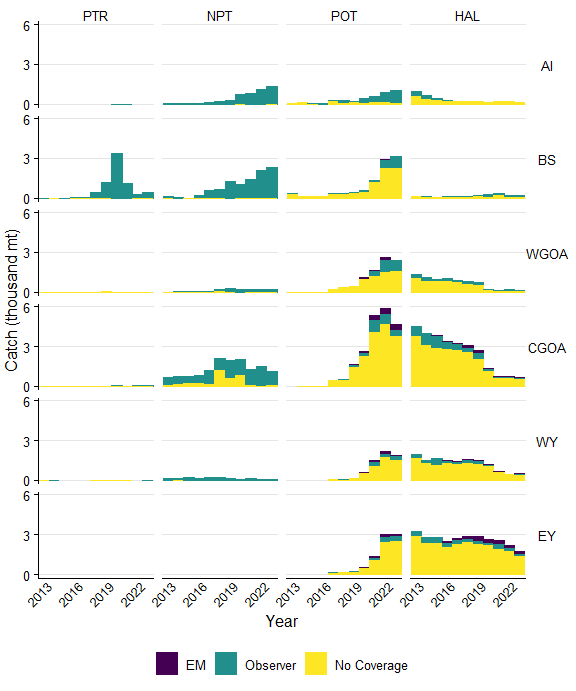 PTR NPT POT HAL
6
3
0
AI
6
3
0
BS
6
3
0
WGOA
Catch (thousand mt)
6
3
0
CGOA
6
3
0
WY
6
3
0
EY
2013 2016 2019 2022 2013 2016 2019 2022 2013 2016 2019 2022 2013 2016 2019 2022
Year
EM Observer No Coverage